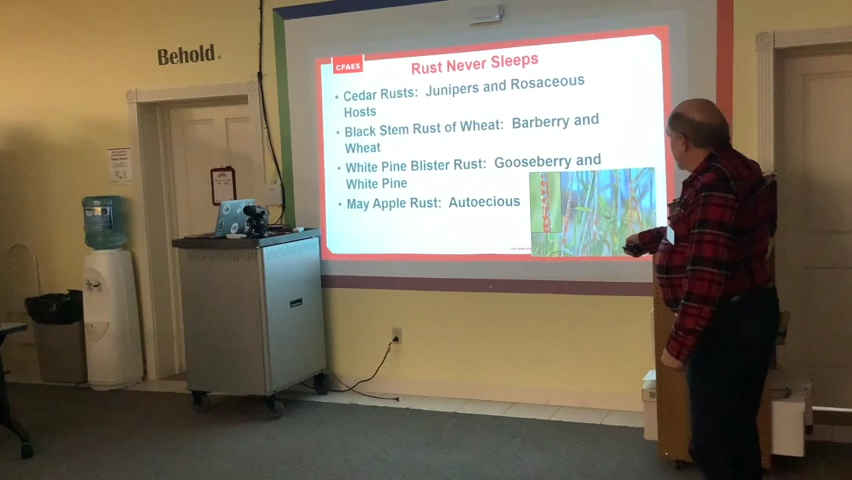 Behold.
CFAES
Rust Never Sleeps
• Cedar Rusts: Junipers and Rosaceous
Hosts
• Black Stem Rust of Wheat: Barberry and
Wheat
• White Pine Blister Rust: Gooseberry and
White Pine
• May Apple Rust: Autoecious